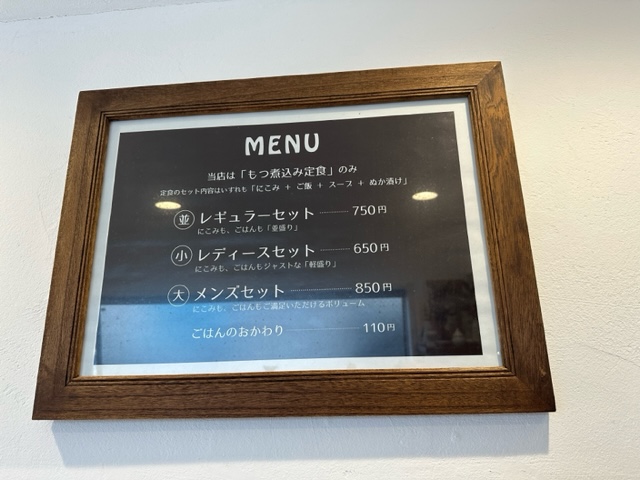 MENU
当店は「もつ煮込み定食」のみ
定食のセット内容はいずれも「にこみ + ご飯 + スープ + ぬか漬け」
並 レギュラーセット 750円
にこみも、ごはんも「並盛り」
小 レディースセット 650円
にこみも、ごはんもジャストな「軽盛り」
大 メンズセット 850円
にこみも、ごはんもご満足いただけるボリューム
ごはんのおかわり 110円